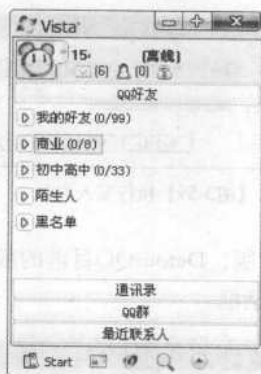 Vista
15
[离线]
(6)
(0)
QQ好友
我的好友 (0/99)
商业 (0/8)
初中高中 (0/33)
陌生人
黑名单
通讯录
QQ群
最近联系人
Start